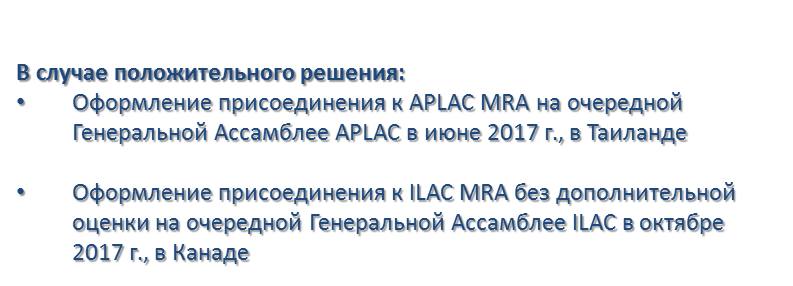 В случае положительного решения:
• Оформление присоединения к APLAC MRA на очередной
Генеральной Ассамблее APLAC в июне 2017 г., в Таиланде
• Оформление присоединения к ILAC MRA без дополнительной
оценки на очередной Генеральной Ассамблее ILAC в октябре
2017 г., в Канаде